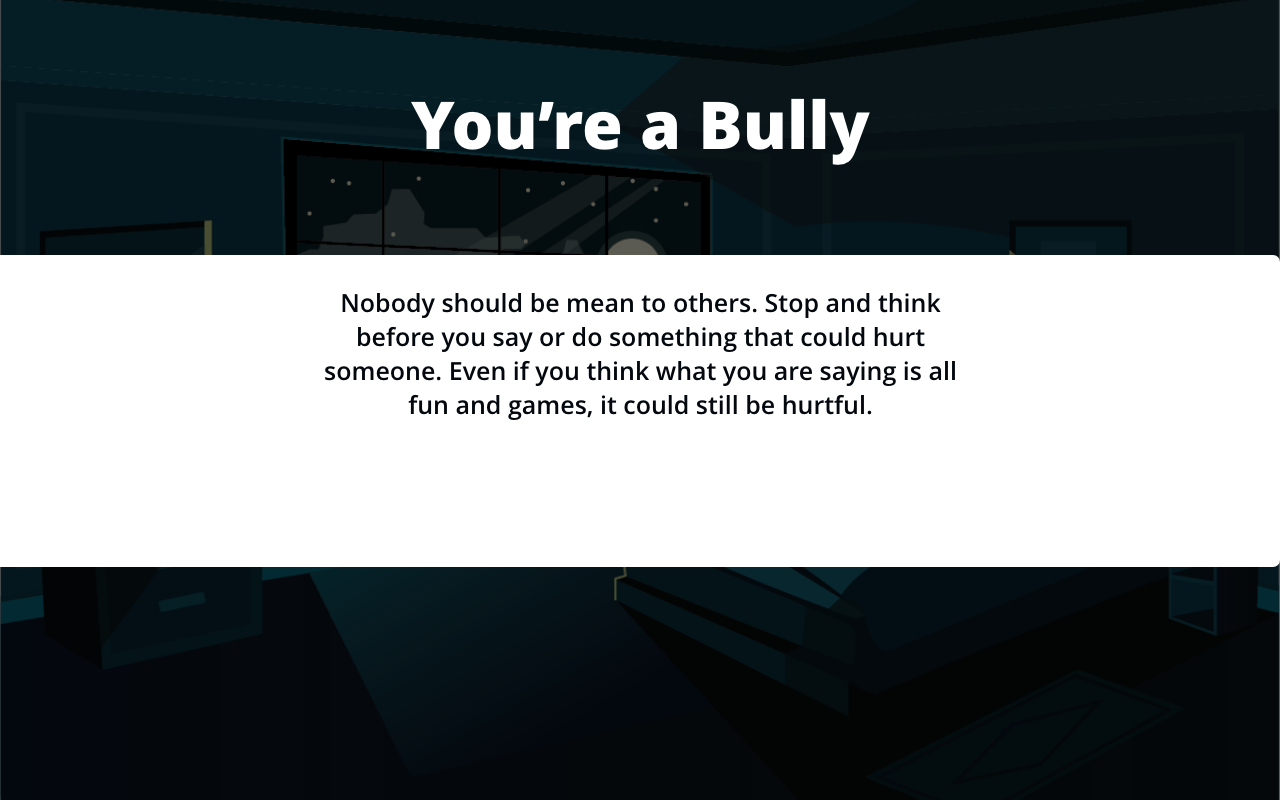 You’re a Bully
Nobody should be mean to others. Stop and think
before you say or do something that could hurt
someone. Even if you think what you are saying is all
fun and games, it could still be hurtful.